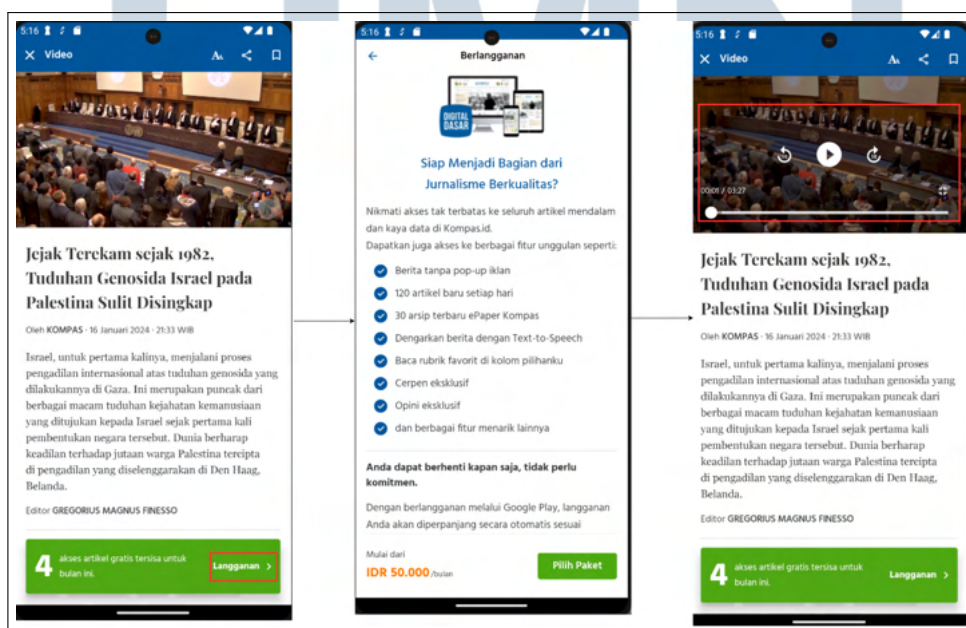 5:16
Video
AA
Jejak Terekam sejak 1982,
Tuduhan Genosida Israel pada
Palestina Sulit Disingkap
Oleh KOMPAS · 16 Januari 2024 · 21:33 WIB
Israel, untuk pertama kalinya, menjalani proses
pengadilan internasional atas tuduhan genosida yang
dilakukannya di Gaza. Ini merupakan puncak dari
berbagai macam tuduhan kejahatan kemanusiaan
yang ditujukan kepada Israel sejak pertama kali
pembentukan negara tersebut. Dunia berharap
keadilan terhadap jutaan warga Palestina tercipta
di pengadilan yang diselenggarakan di Den Haag,
Belanda.
Editor GREGORIUS MAGNUS FINESSO
4 akses artikel gratis tersisa untuk
bulan ini.
Langganan >
5:16
Berlangganan
DIGITAL
DASAR
Siap Menjadi Bagian dari
Jurnalisme Berkualitas?
Nikmati akses tak terbatas ke seluruh artikel mendalam
dan kaya data di Kompas.id.
Dapatkan juga akses ke berbagai fitur unggulan seperti:
Berita tanpa pop-up iklan
120 artikel baru setiap hari
30 arsip terbaru ePaper Kompas
Dengarkan berita dengan Text-to-Speech
Baca rubrik favorit di kolom pilihanku
Cerpen eksklusif
Opini eksklusif
dan berbagai fitur menarik lainnya
Anda dapat berhenti kapan saja, tidak perlu
komitmen.
Dengan berlangganan melalui Google Play, langganan
Anda akan diperpanjang secara otomatis sesuai
Mulai dari
IDR 50.000 /bulan
Pilih Paket
5:16
Video
AA
00:01 / 03:27
Jejak Terekam sejak 1982,
Tuduhan Genosida Israel pada
Palestina Sulit Disingkap
Oleh KOMPAS · 16 Januari 2024 · 21:33 WIB
Israel, untuk pertama kalinya, menjalani proses
pengadilan internasional atas tuduhan genosida yang
dilakukannya di Gaza. Ini merupakan puncak dari
berbagai macam tuduhan kejahatan kemanusiaan
yang ditujukan kepada Israel sejak pertama kali
pembentukan negara tersebut. Dunia berharap
keadilan terhadap jutaan warga Palestina tercipta
di pengadilan yang diselenggarakan di Den Haag,
Belanda.
Editor GREGORIUS MAGNUS FINESSO
4 akses artikel gratis tersisa untuk
bulan ini.
Langganan >